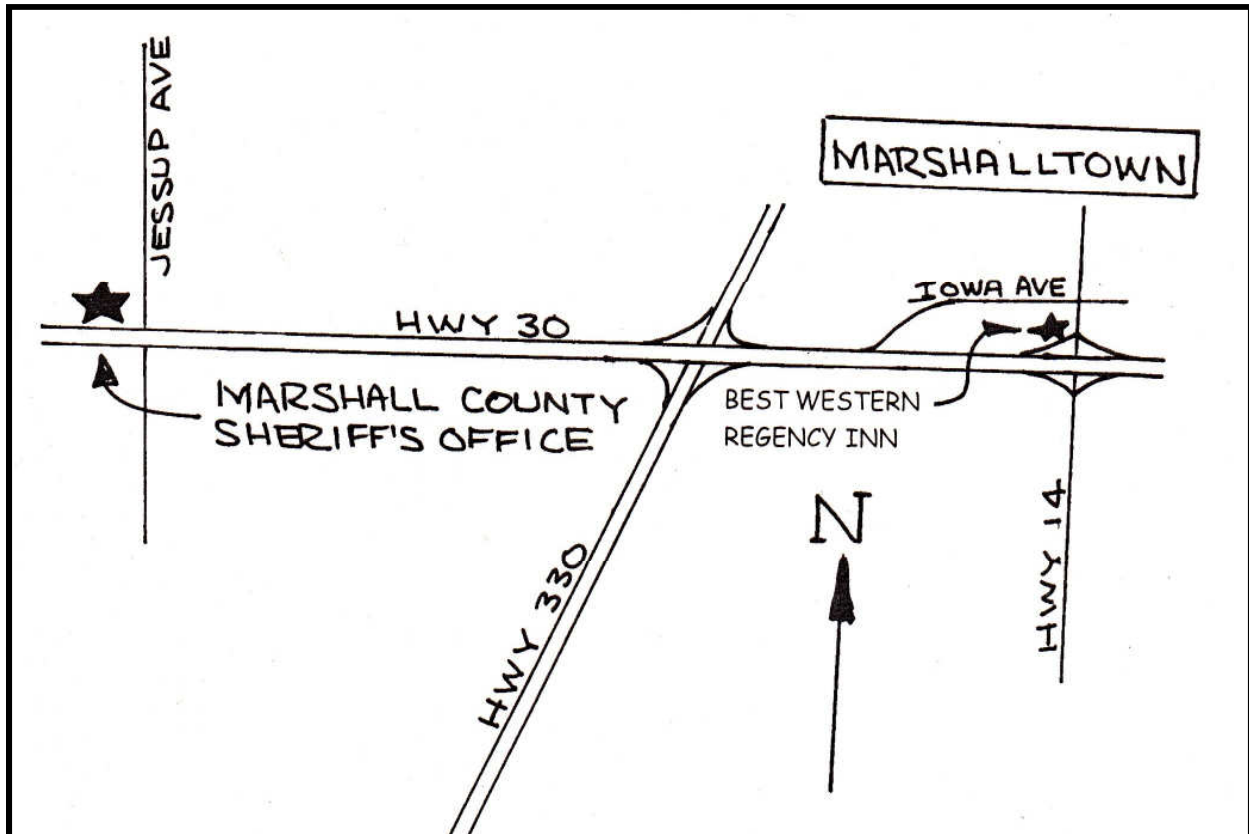 JESSUP AVE
MARSHALLTOWN
IOWA AVE
HWY 30
MARSHALL COUNTY
SHERIFF'S OFFICE
BEST WESTERN
REGENCY INN
N
HWY 14
HWY 330